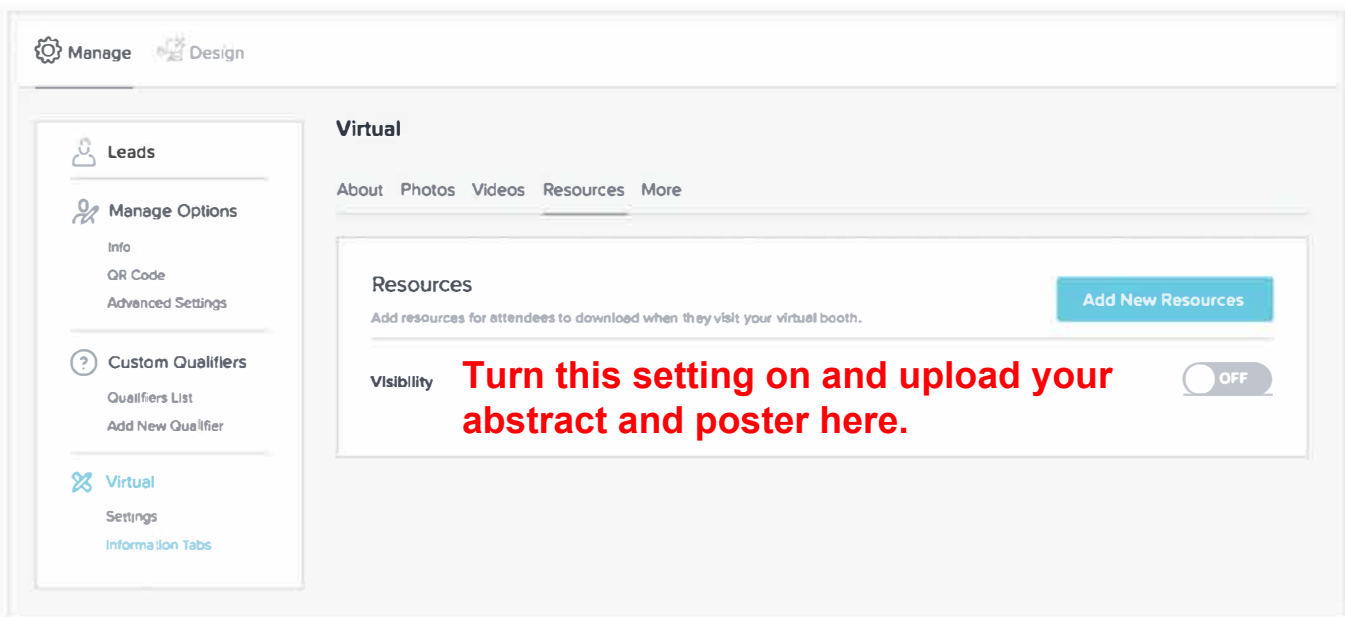 Manage Design
Leads
Manage Options
Info
QR Code
Advanced Settings
? Custom Qualifiers
Qualifiers List
Add New Qualifier
Virtual
Settings
Information Tabs
Virtual
About Photos Videos Resources More
Resources
Add New Resources
Add resources for attendees to download when they visit your virtual booth.
Visibility
Turn this setting on and upload your
abstract and poster here.
OFF